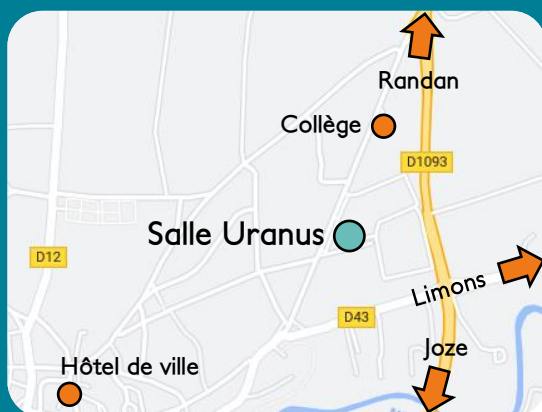 Randan
Collège
D1093
Salle Uranus
D12
Limons
D43
Joze
Hôtel de ville